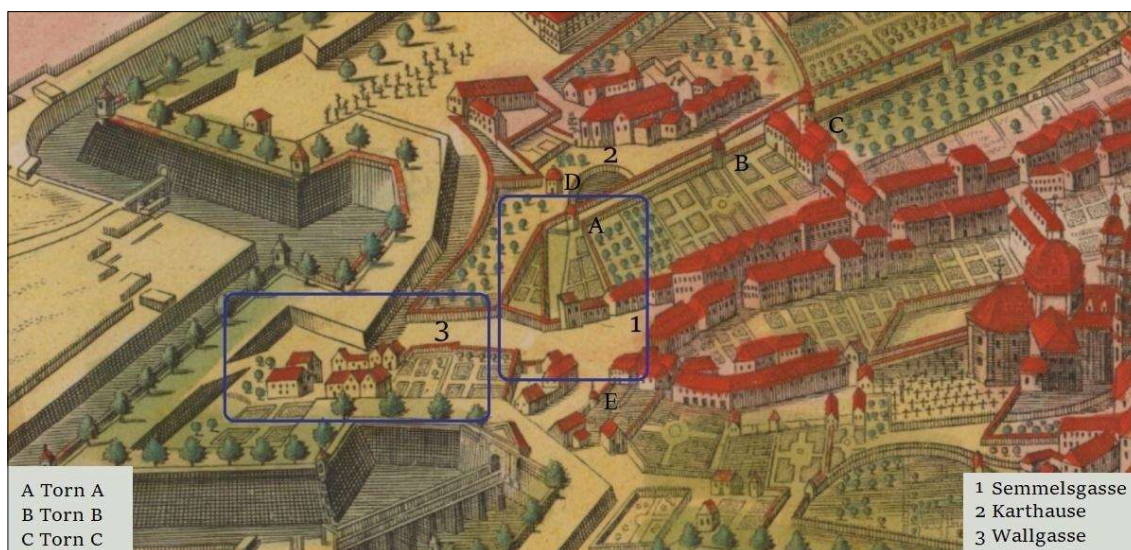 C
2
B
D
A
3
1
E
A Torn A
B Torn B
C Torn C
1 Semmelsgasse
2 Karthause
3 Wallgasse